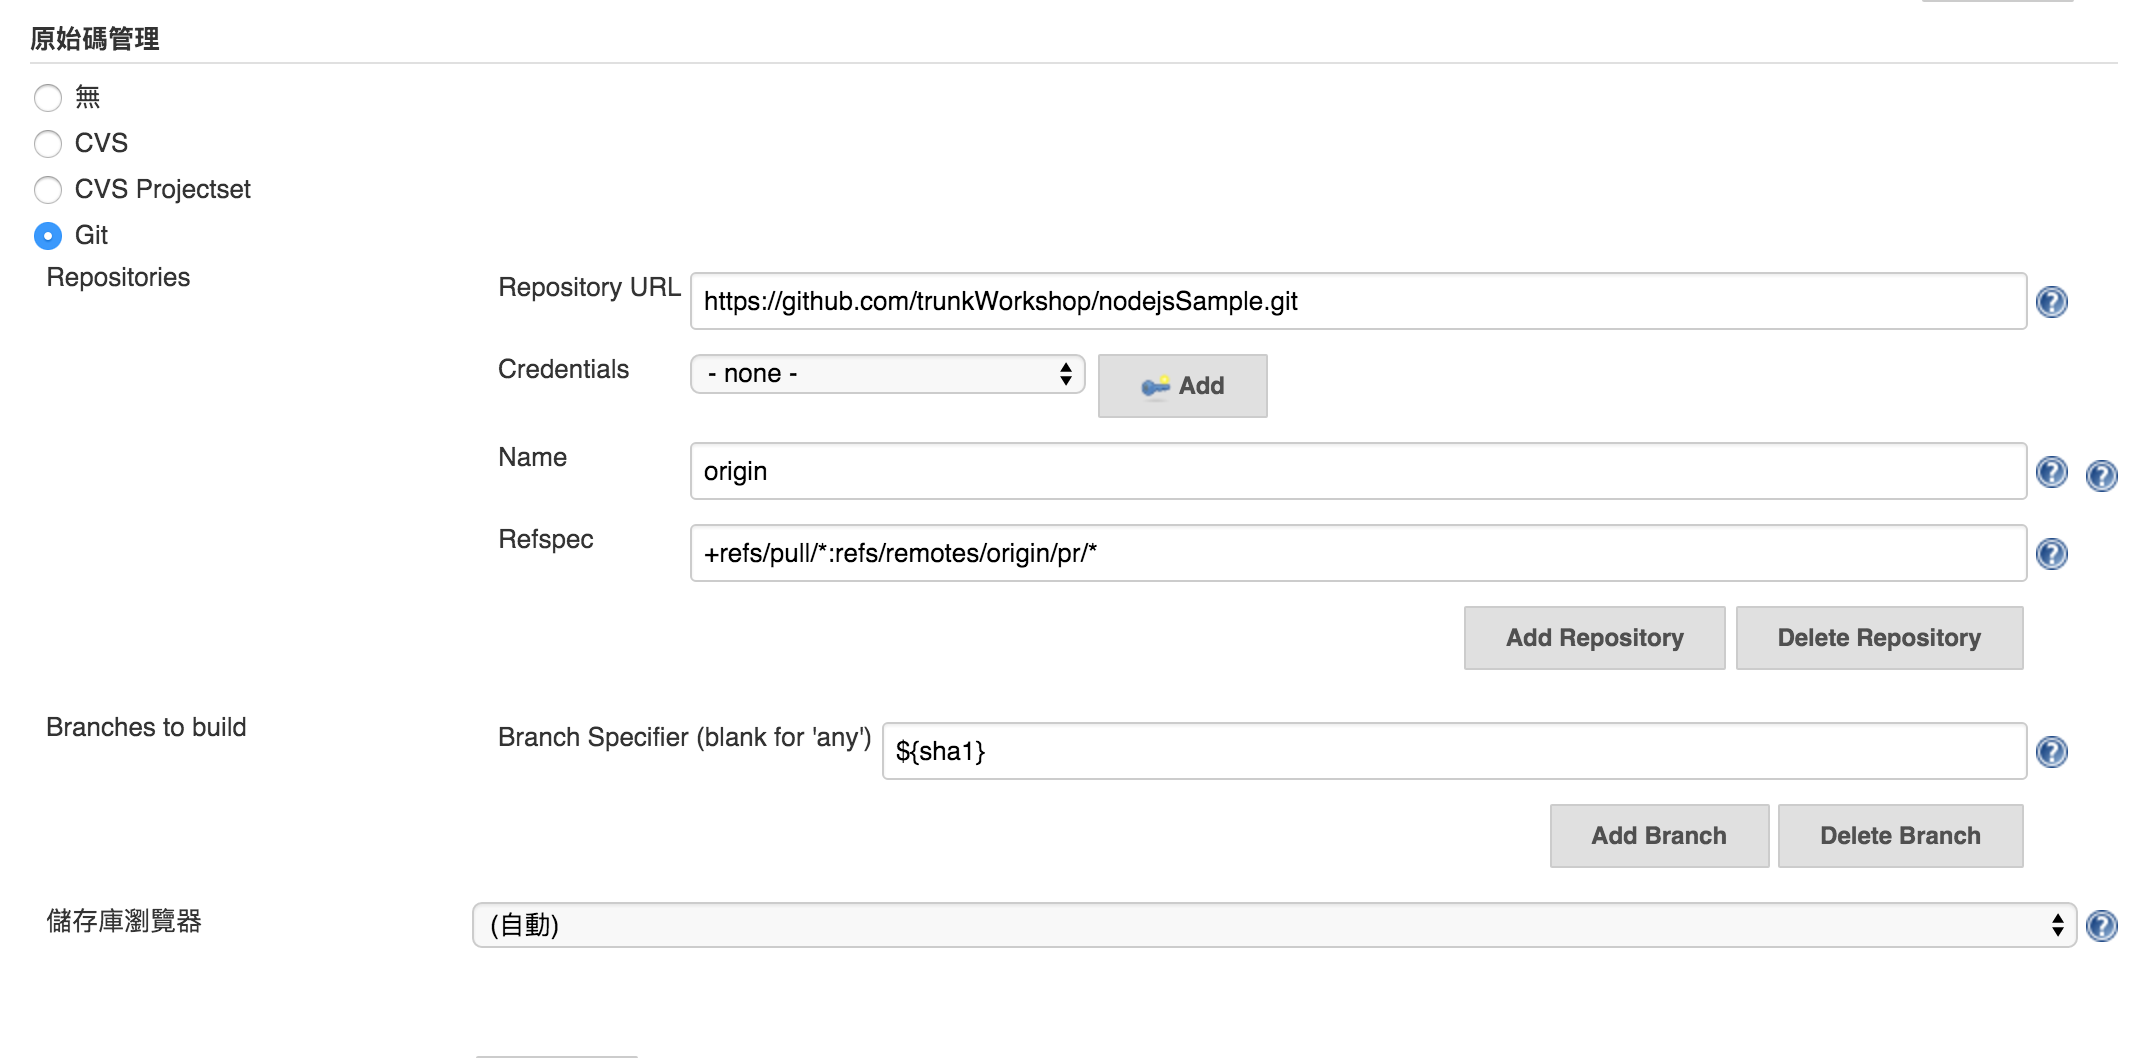 原始碼管理
無
CVS
CVS Projectset
Git
Repositories
Repository URL https://github.com/trunkWorkshop/nodejsSample.git
Credentials - none - Add
Name origin
Refspec +refs/pull/*:refs/remotes/origin/pr/*
Add Repository Delete Repository
Branches to build Branch Specifier (blank for 'any') ${sha1}
Add Branch Delete Branch
儲存庫瀏覽器 (自動)